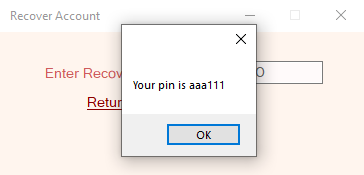 Recover Account
Your pin is aaa111
Enter Recov
Retur
OK